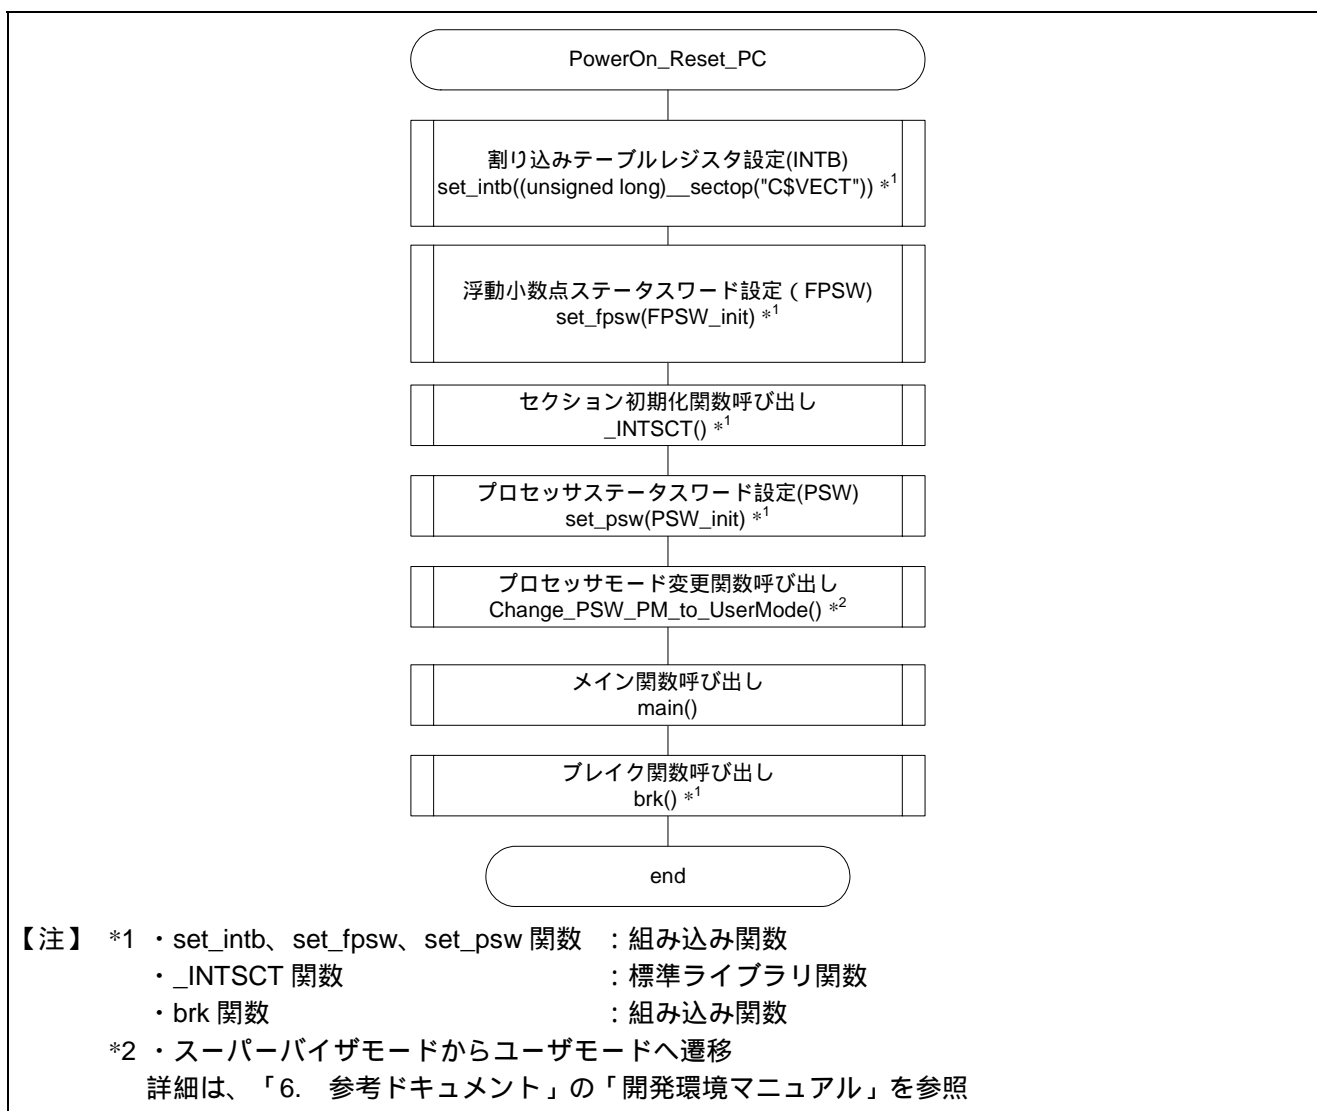 PowerOn_Reset_PC
割り込みテーブルレジスタ設定(INTB)
set_intb((unsigned long)__sectop("C$VECT")) *1
浮動小数点ステータスワード設定（FPSW)
set_fpsw(FPSW_init) *1
セクション初期化関数呼び出し
_INTSCT() *1
プロセッサステータスワード設定(PSW)
set_psw(PSW_init) *1
プロセッサモード変更関数呼び出し
Change_PSW_PM_to_UserMode() *2
メイン関数呼び出し
main()
ブレイク関数呼び出し
brk() *1
end
【注】 *1 ・set_intb、set_fpsw、set_psw 関数 ：組み込み関数
・_INTSCT 関数 ：標準ライブラリ関数
・brk 関数 ：組み込み関数
*2 ・スーパーバイザモードからユーザモードへ遷移
詳細は、「6. 参考ドキュメント」の「開発環境マニュアル」を参照